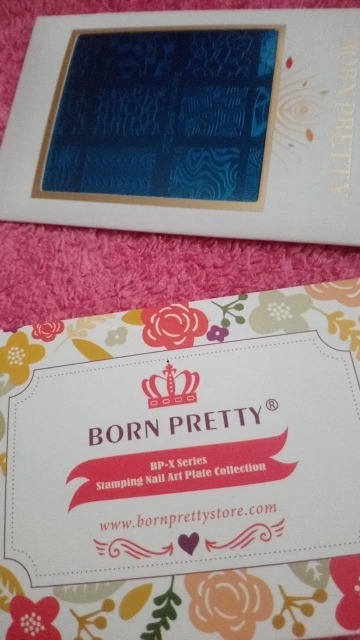 BORN PRETTY
BORN PRETTY®
BP-X Series
Stamping Nail Art Plate Collection
www.bornprettystore.com